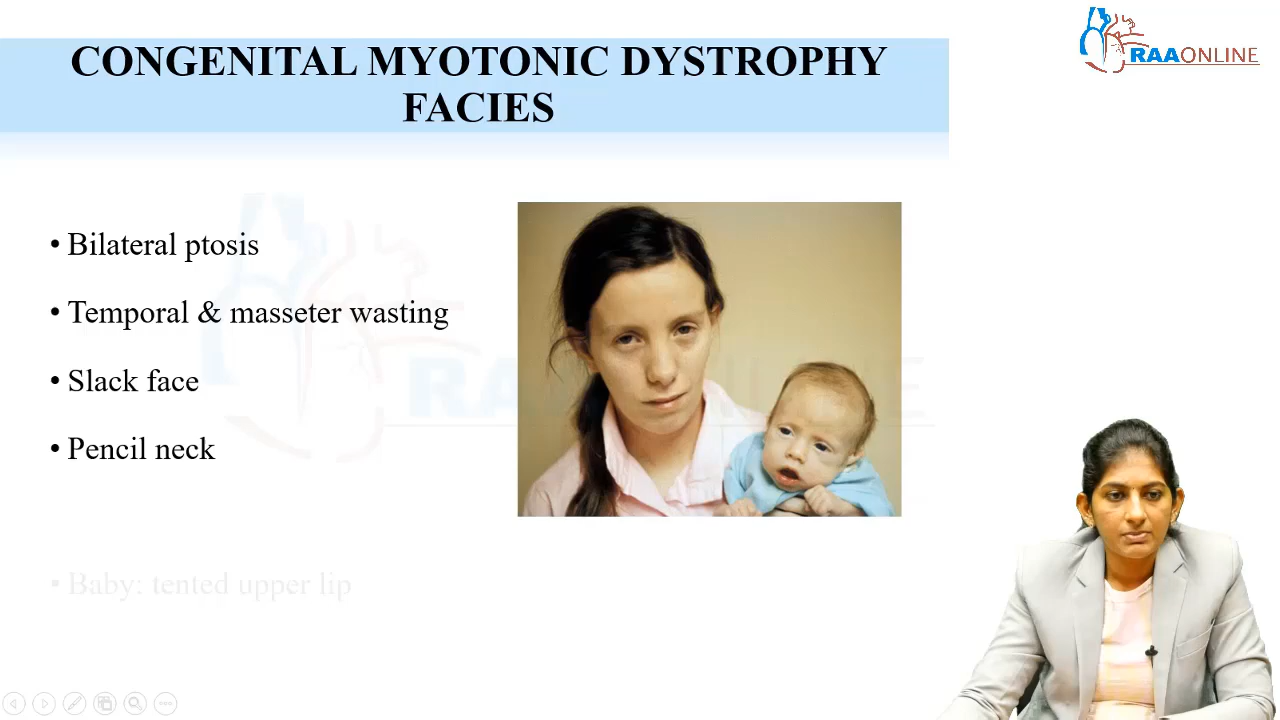 CONGENITAL MYOTONIC DYSTROPHY
FACIES
RAAONLINE
• Bilateral ptosis
• Temporal & masseter wasting
• Slack face
• Pencil neck
• Baby: tented upper lip